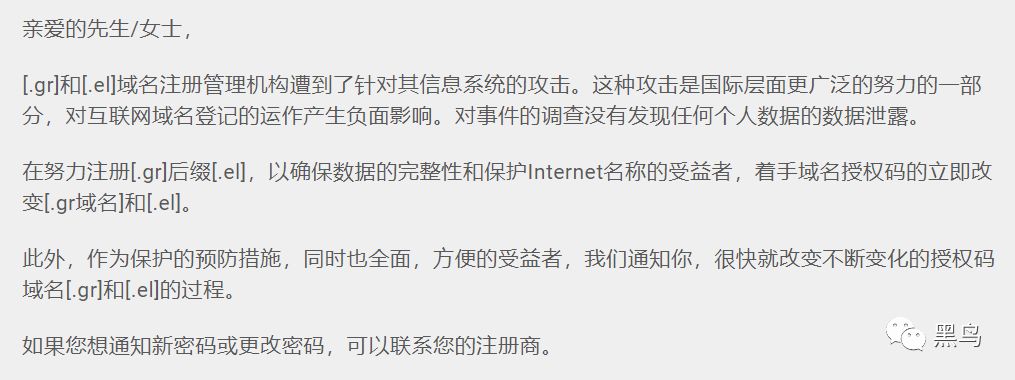 亲爱的先生/女士，
[.gr]和[.el]域名注册管理机构遭到了针对其信息系统的攻击。这种攻击是国际层面更广泛的努力的一部
分，对互联网域名登记的运作产生负面影响。对事件的调查没有发现任何个人数据的数据泄露。
在努力注册[.gr]后缀[.el]，以确保数据的完整性和保护Internet名称的受益者，着手域名授权码的立即改
变[.gr域名]和[.el]。
此外，作为保护的预防措施，同时也全面，方便的受益者，我们通知你，很快就改变不断变化的授权码
域名[.gr]和[.el]的过程。
如果您想通知新密码或更改密码，可以联系您的注册商。
黑鸟